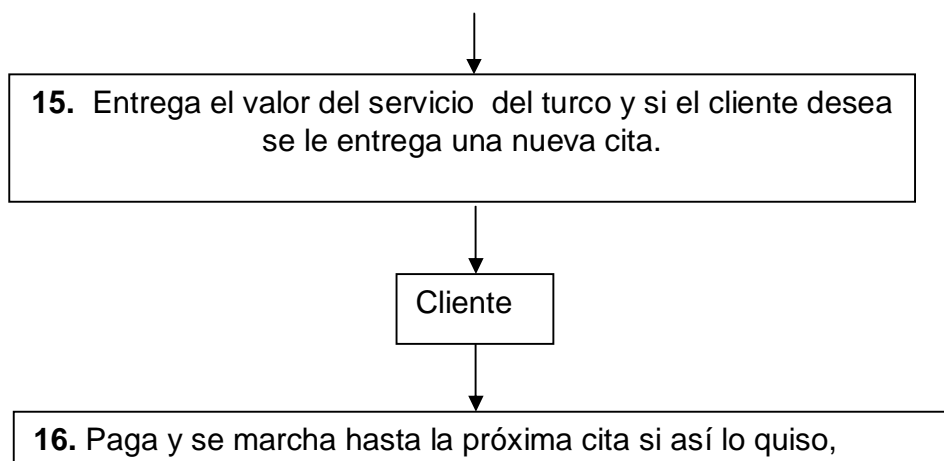 15. Entrega el valor del servicio del turco y si el cliente desea
se le entrega una nueva cita.
Cliente
16. Paga y se marcha hasta la próxima cita si así lo quiso,